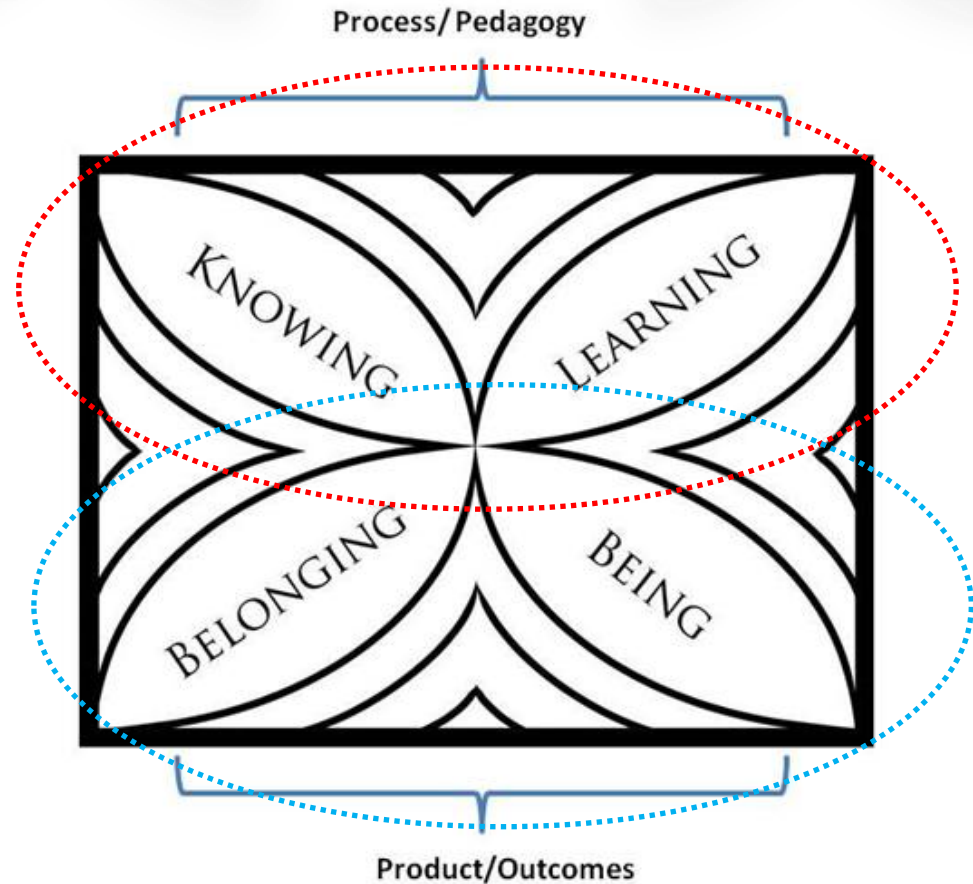 Process/ Pedagogy
KNOWING
LEARNING
BELONGING
BEING
Product/Outcomes